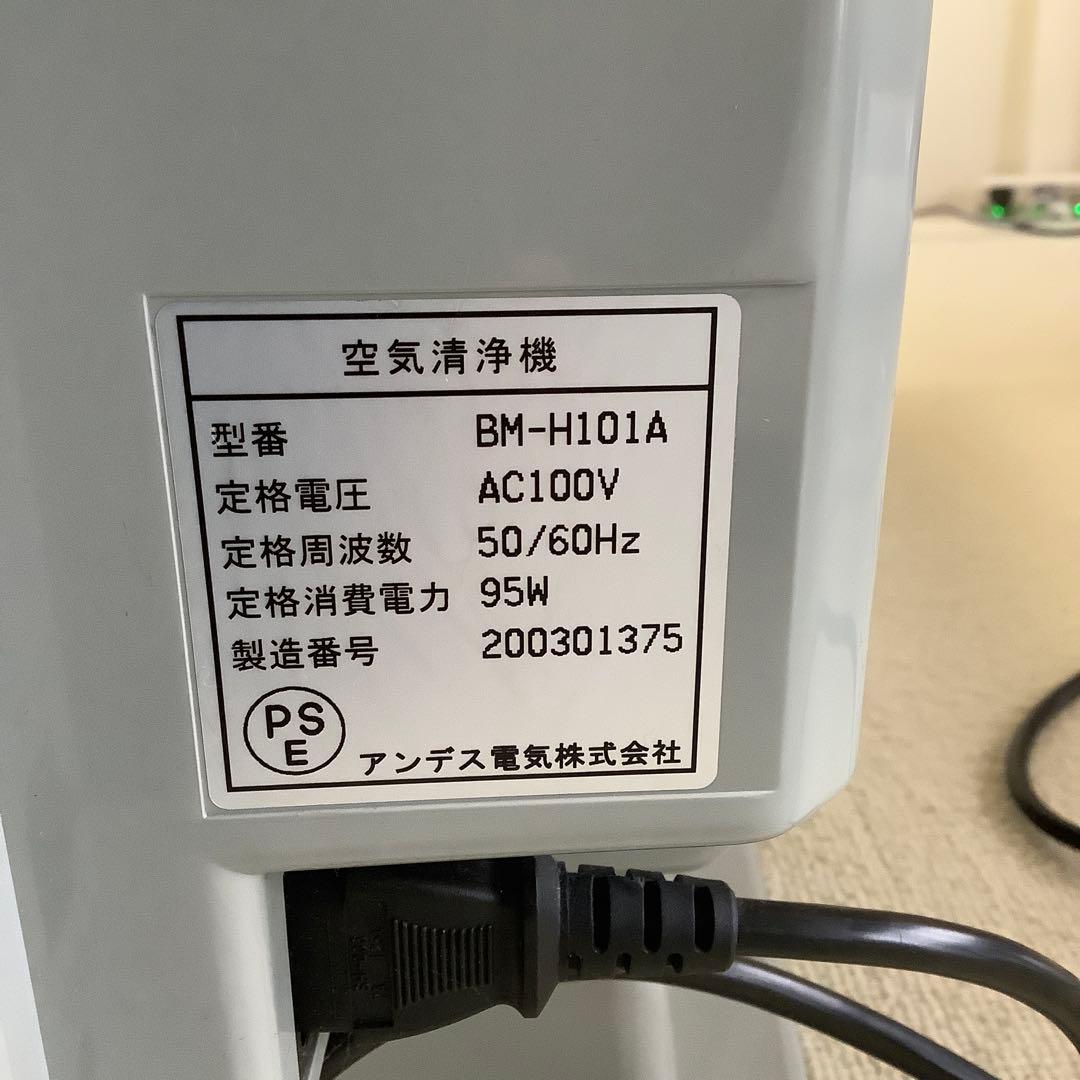 空気清浄機
型番 BM-H101A
定格電圧 AC100V
定格周波数 50/60Hz
定格消費電力 95W
製造番号 200301375
PS
E
アンデス電気株式会社